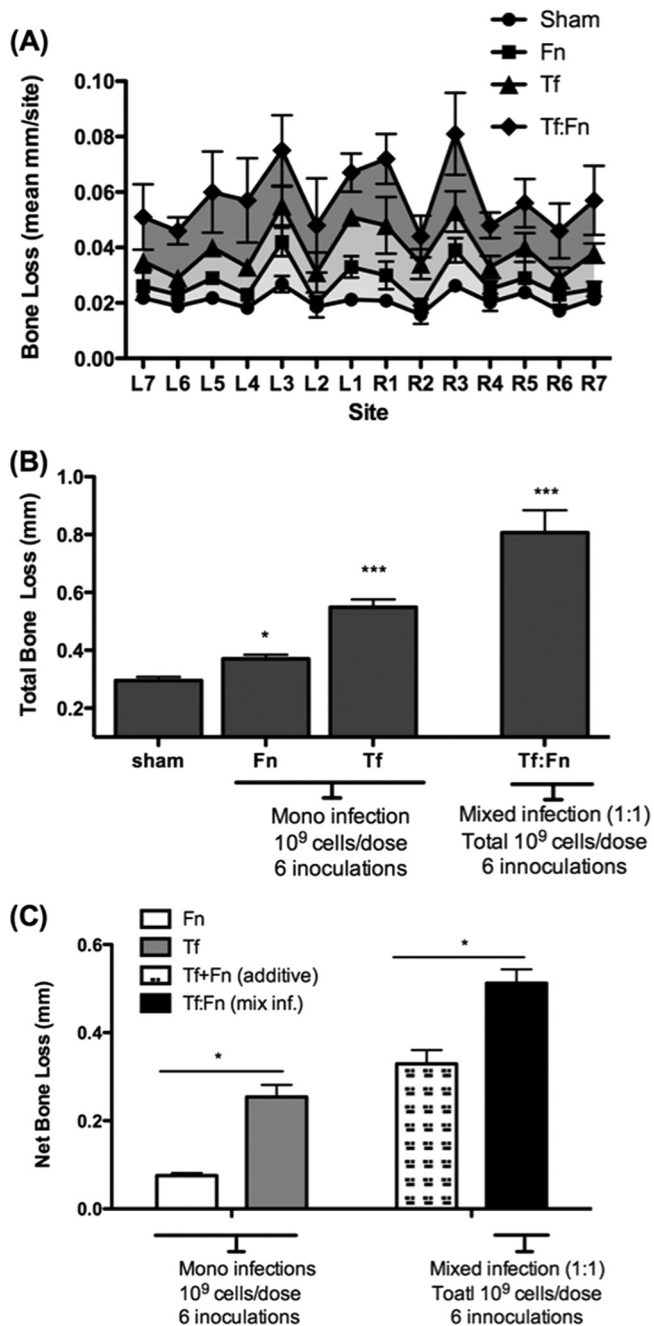 (A)
Sham
Fn
Tf
Tf:Fn
Bone Loss (mean mm/site)
0.10
0.08
0.06
0.04
0.02
0.00
L7 L6 L5 L4 L3 L2 L1 R1 R2 R3 R4 R5 R6 R7
Site
(B)
Total Bone Loss (mm)
1.0
0.8
0.6
0.4
0.2
*
***
***
sham Fn Tf Tf:Fn
Mono infection
10⁹ cells/dose
6 inoculations
Mixed infection (1:1)
Total 10⁹ cells/dose
6 innoculations
(C)
Fn
Tf
Tf+Fn (additive)
Tf:Fn (mix inf.)
Net Bone Loss (mm)
0.6
0.4
0.2
0.0
*
*
Mono infections
10⁹ cells/dose
6 inoculations
Mixed infection (1:1)
Toatl 10⁹ cells/dose
6 innoculations